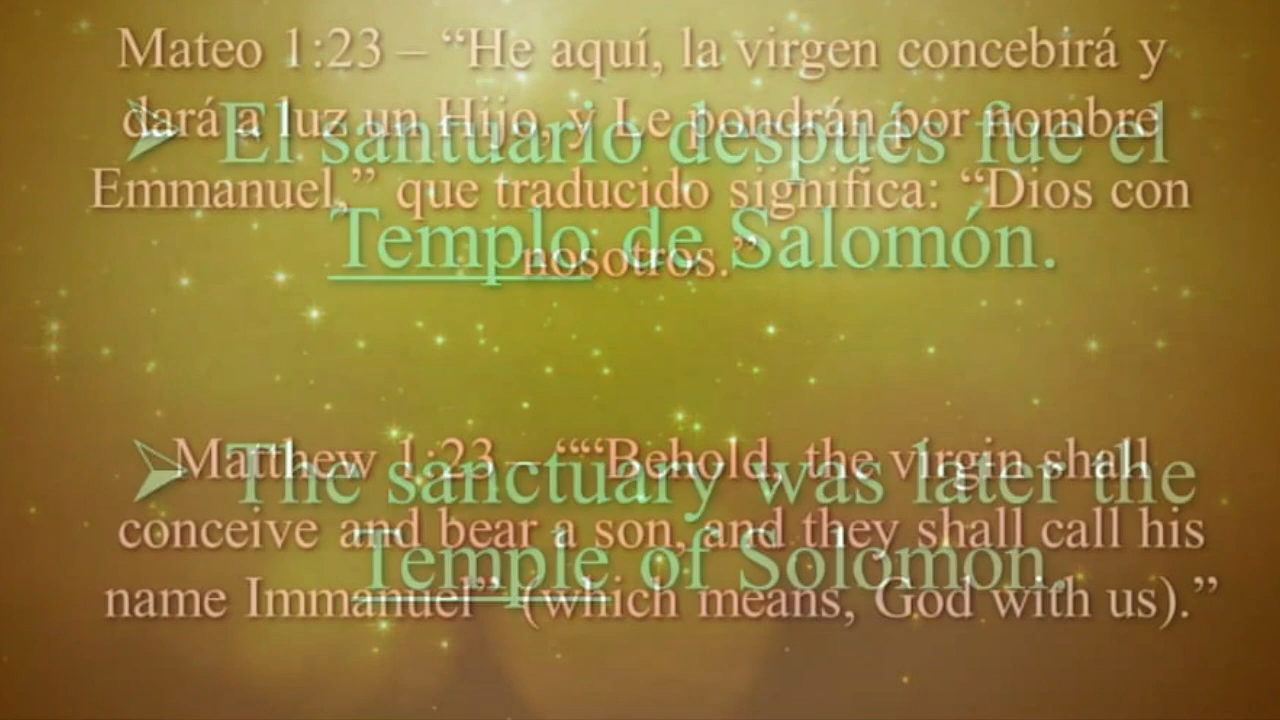 Mateo 1:23 – “He aquí, la virgen concebirá y
dará a luz un Hijo, y Le pondrán por nombre
Emmanuel,” que traducido significa: “Dios con
nosotros.”
➢ El santuario después fue el
Templo de Salomón.
Matthew 1:23 – ““Behold, the virgin shall
conceive and bear a son, and they shall call his
name Immanuel” (which means, God with us).”
➢ The sanctuary was later the
Temple of Solomon.